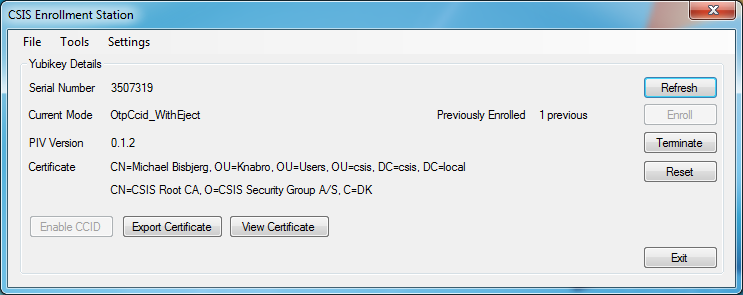 CSIS Enrollment Station
File Tools Settings
Yubikey Details
Serial Number 3507319 Refresh
Current Mode OtpCcid_WithEject Previously Enrolled 1 previous Enroll
PIV Version 0.1.2 Terminate
Certificate CN=Michael Bisbjerg, OU=Knabro, OU=Users, OU=csis, DC=csis, DC=local Reset
CN=CSIS Root CA, O=CSIS Security Group A/S, C=DK
Enable CCID Export Certificate View Certificate
Exit